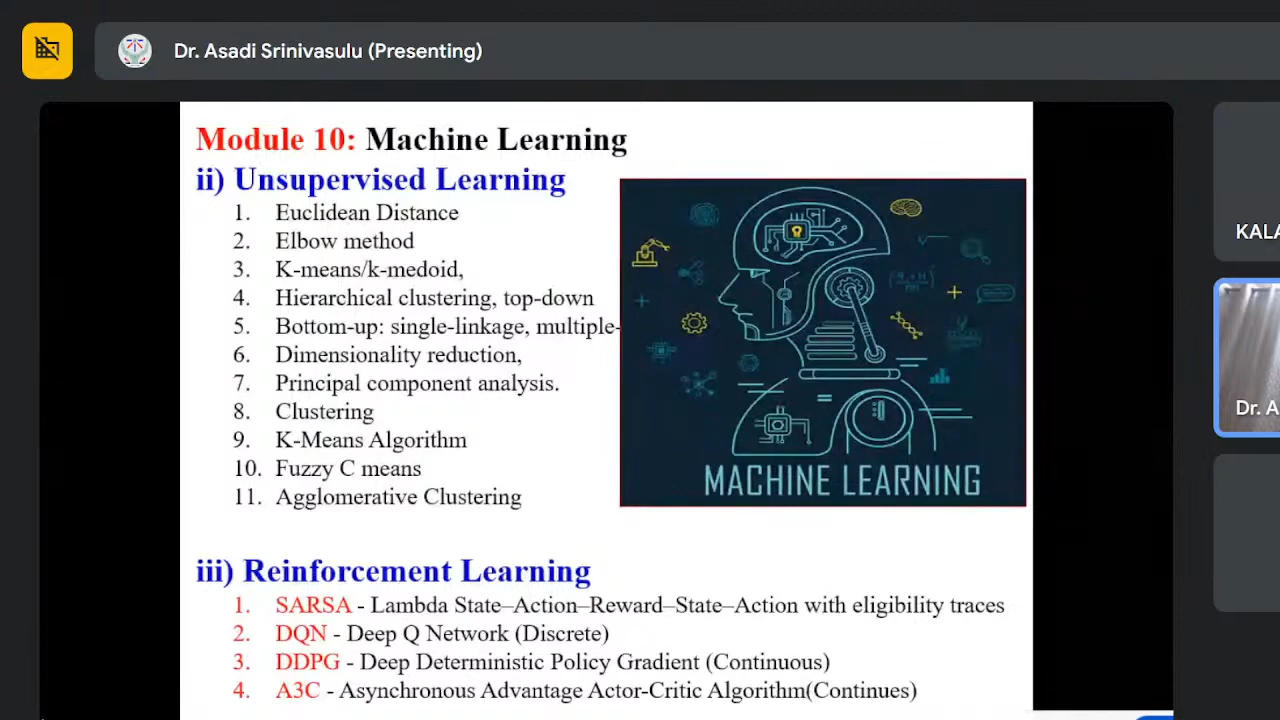 Dr. Asadi Srinivasulu (Presenting)
Module 10: Machine Learning
ii) Unsupervised Learning
1. Euclidean Distance
2. Elbow method
3. K-means/k-medoid,
4. Hierarchical clustering, top-down
5. Bottom-up: single-linkage, multiple-
6. Dimensionality reduction,
7. Principal component analysis.
8. Clustering
9. K-Means Algorithm
10. Fuzzy C means
11. Agglomerative Clustering
MACHINE LEARNING
iii) Reinforcement Learning
1. SARSA - Lambda State–Action–Reward–State–Action with eligibility traces
2. DQN - Deep Q Network (Discrete)
3. DDPG - Deep Deterministic Policy Gradient (Continuous)
4. A3C - Asynchronous Advantage Actor-Critic Algorithm(Continues)
KALA
Dr. A